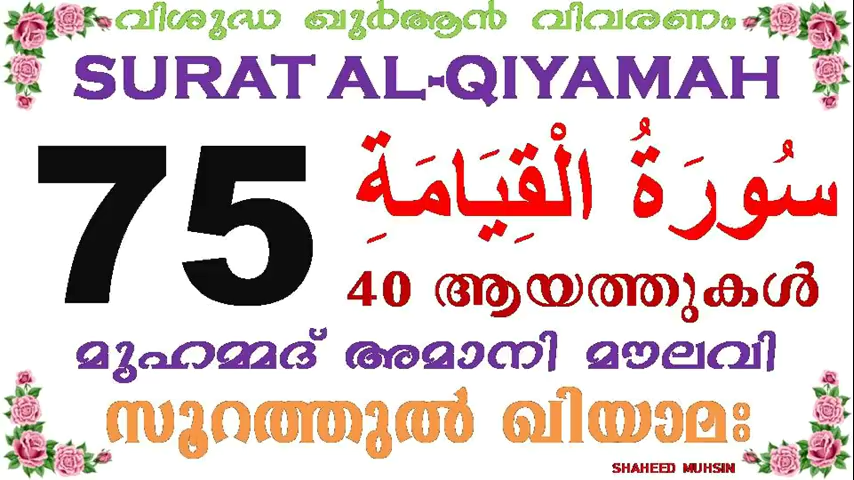 വിശുദ്ധ ഖുർആൻ വിവരണം
SURAT AL-QIYAMAH
75
سُورَةُ الْقِيَامَةِ
40 ആയത്തുകൾ
മുഹമ്മദ് അമാനി മൗലവി
സൂറത്തുൽ ഖിയാമഃ
SHAHEED MUHSIN